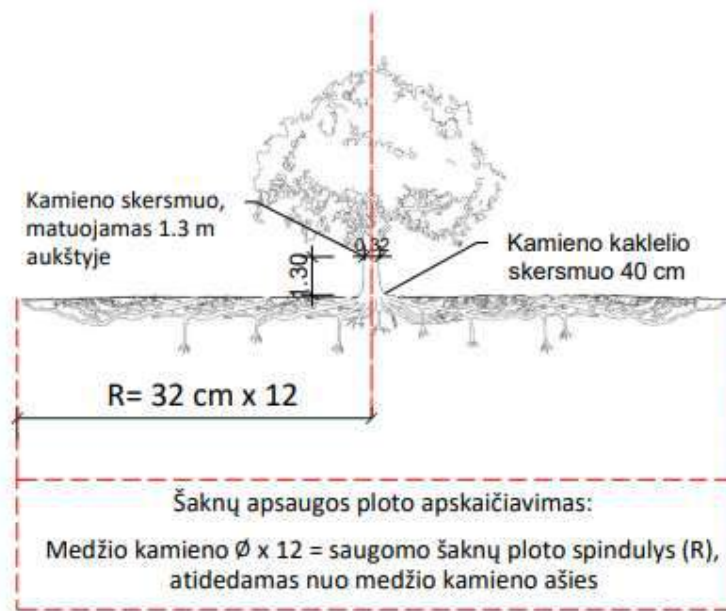 Kamieno skersmuo,
matuojamas 1.3 m
aukštyje
0.32
1.30
Kamieno kaklelio
skersmuo 40 cm
R= 32 cm x 12
Šaknų apsaugos ploto apskaičiavimas:
Medžio kamieno Ø x 12 = saugomo šaknų ploto spindulys (R),
atidedamas nuo medžio kamieno ašies